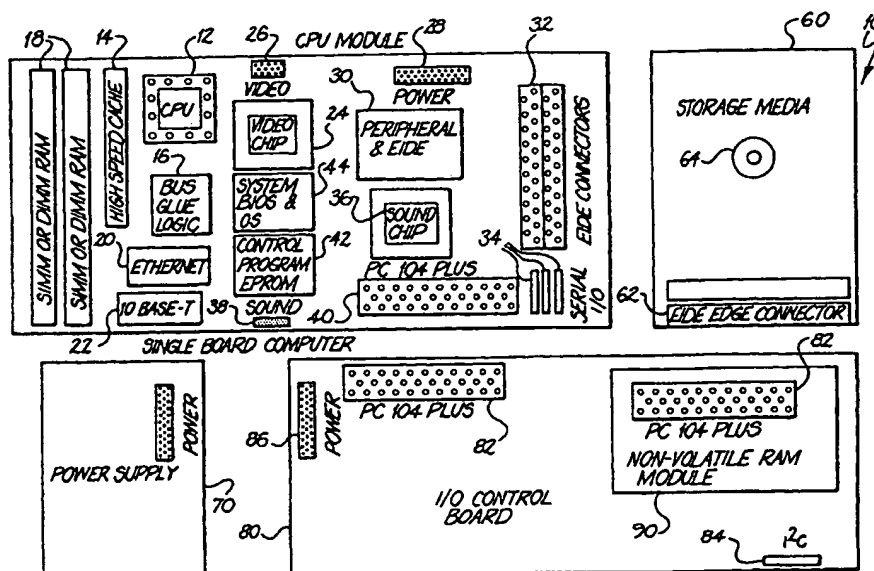 18
14
12
26
CPU MODULE
28
32
60
10
VIDEO
POWER
30
SIMM OR DIMM RAM
SIMM OR DIMM RAM
HIGH SPEED CACHE
CPU
VIDEO CHIP
24
PERIPHERAL & EIDE
STORAGE MEDIA
64
16
BUS GLUE LOGIC
SYSTEM BIOS & OS
44
36
SOUND CHIP
EIDE CONNECTORS
20
ETHERNET
CONTROL PROGRAM EPROM
42
34
PC 104 PLUS
SERIAL I/O
10 BASE-T
38
SOUND
40
62
EIDE EDGE CONNECTOR
22
SINGLE BOARD COMPUTER
82
POWER
86
POWER
PC 104 PLUS
82
PC 104 PLUS
POWER SUPPLY
NON-VOLATILE RAM MODULE
70
80
I/O CONTROL BOARD
90
84
I²C